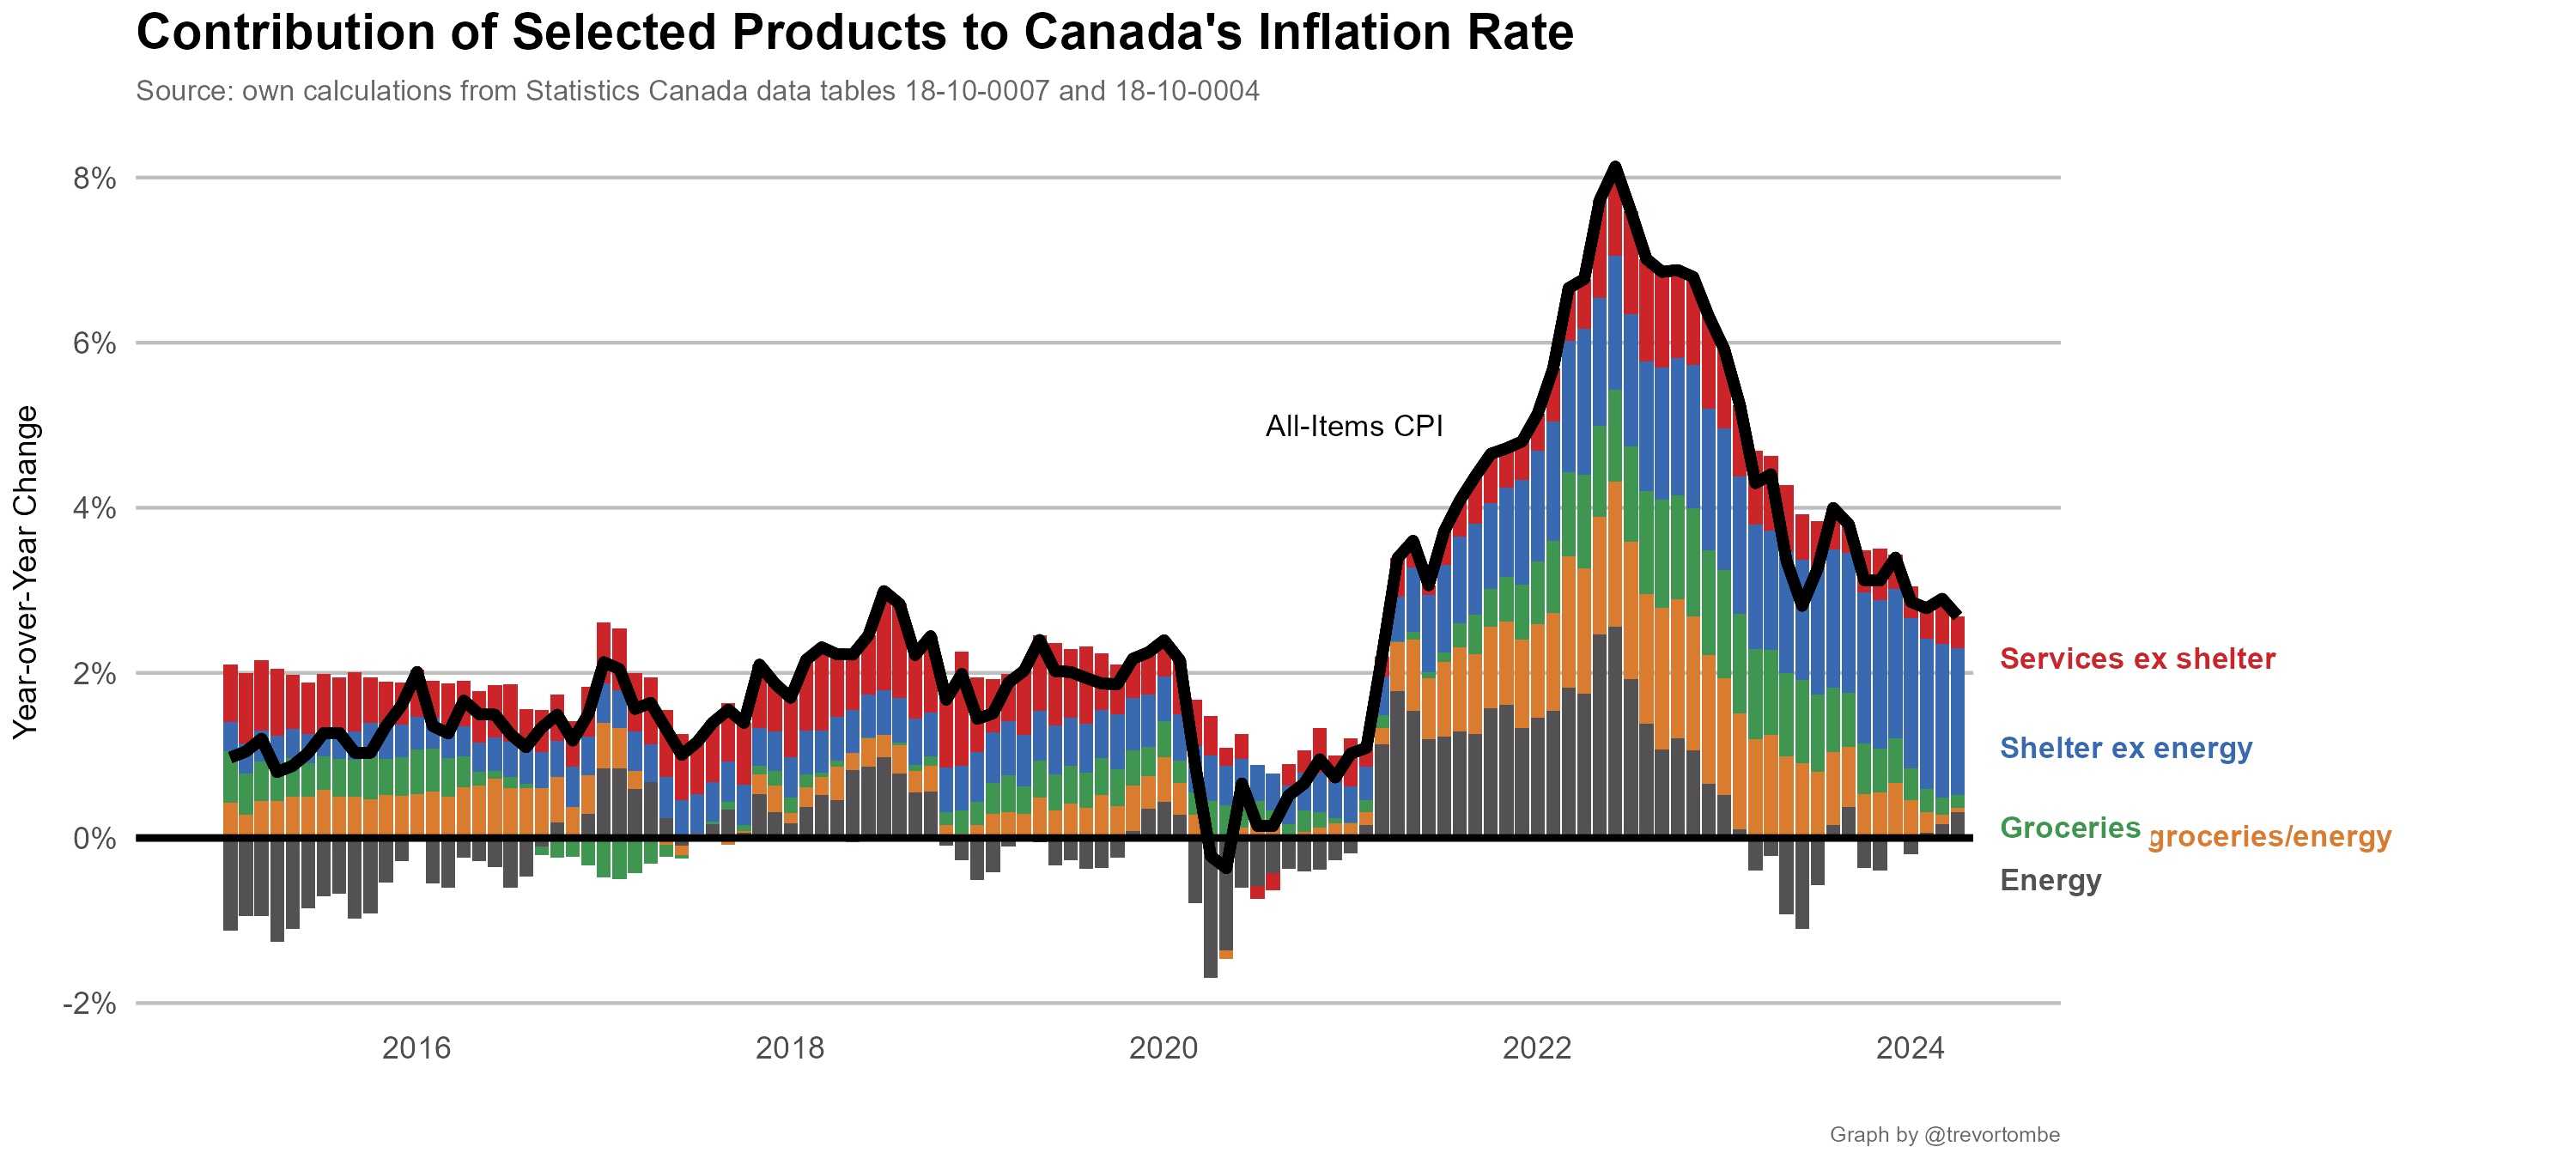 Contribution of Selected Products to Canada's Inflation Rate
Source: own calculations from Statistics Canada data tables 18-10-0007 and 18-10-0004
Year-over-Year Change
8%
6%
4%
2%
0%
-2%
All-Items CPI
Services ex shelter
Shelter ex energy
Groceries groceries/energy
Energy
2016 2018 2020 2022 2024
Graph by @trevortombe